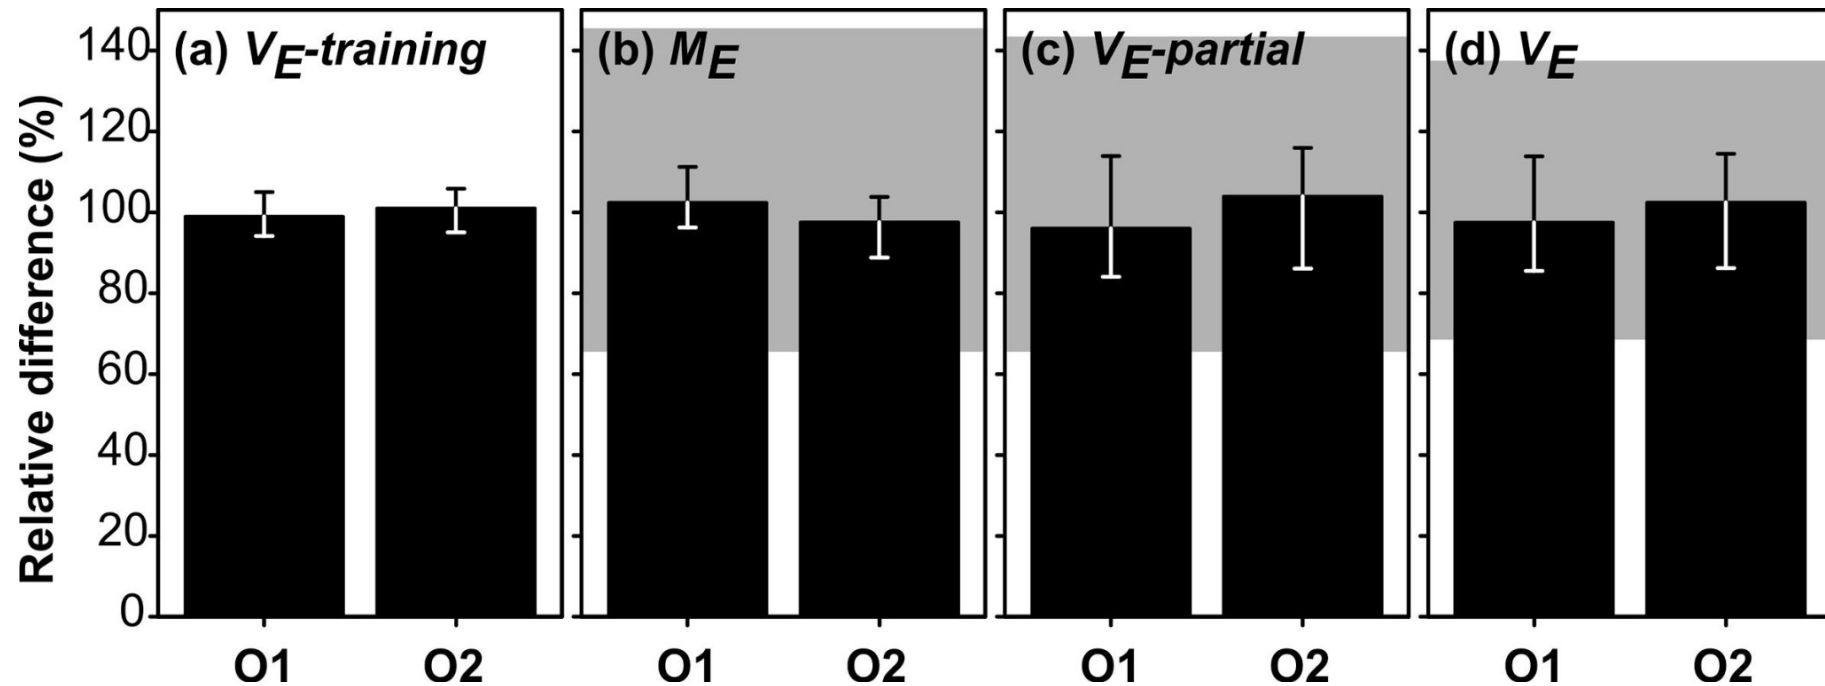 Relative difference (%)
140
120
100
80
60
40
20
0
(a) VE-training
(b) ME
(c) VE-partial
(d) VE
O1 O2 O1 O2 O1 O2 O1 O2